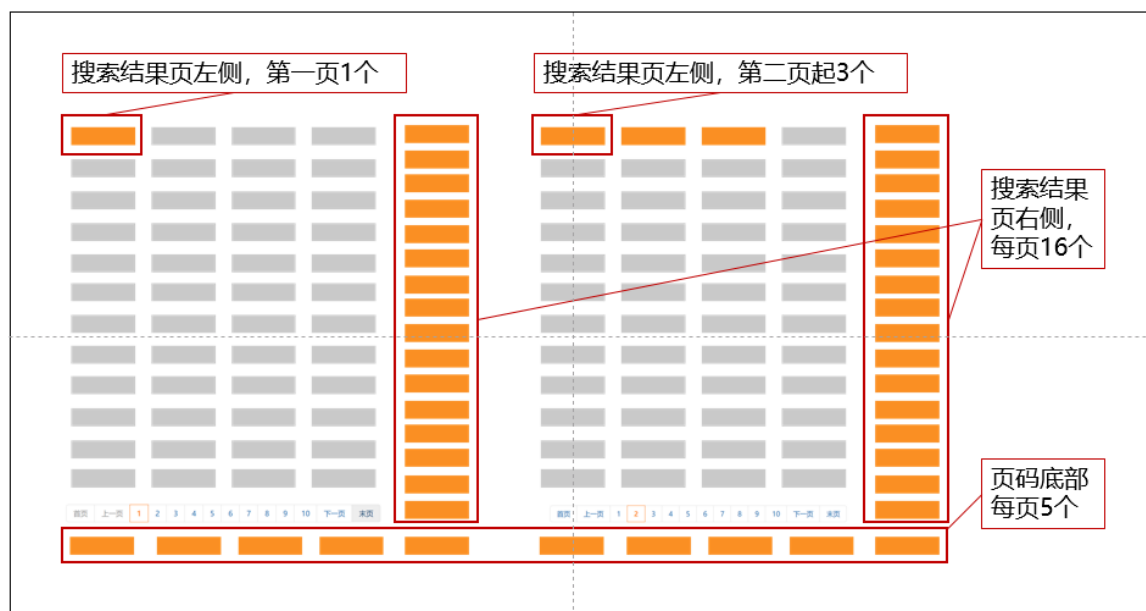 搜索结果页左侧，第一页1个
搜索结果页左侧，第二页起3个
搜索结果
页右侧，
每页16个
首页 上一页 1 2 3 4 5 6 7 8 9 10 下一页 末页
首页 上一页 1 2 3 4 5 6 7 8 9 10 下一页 末页
页码底部
每页5个